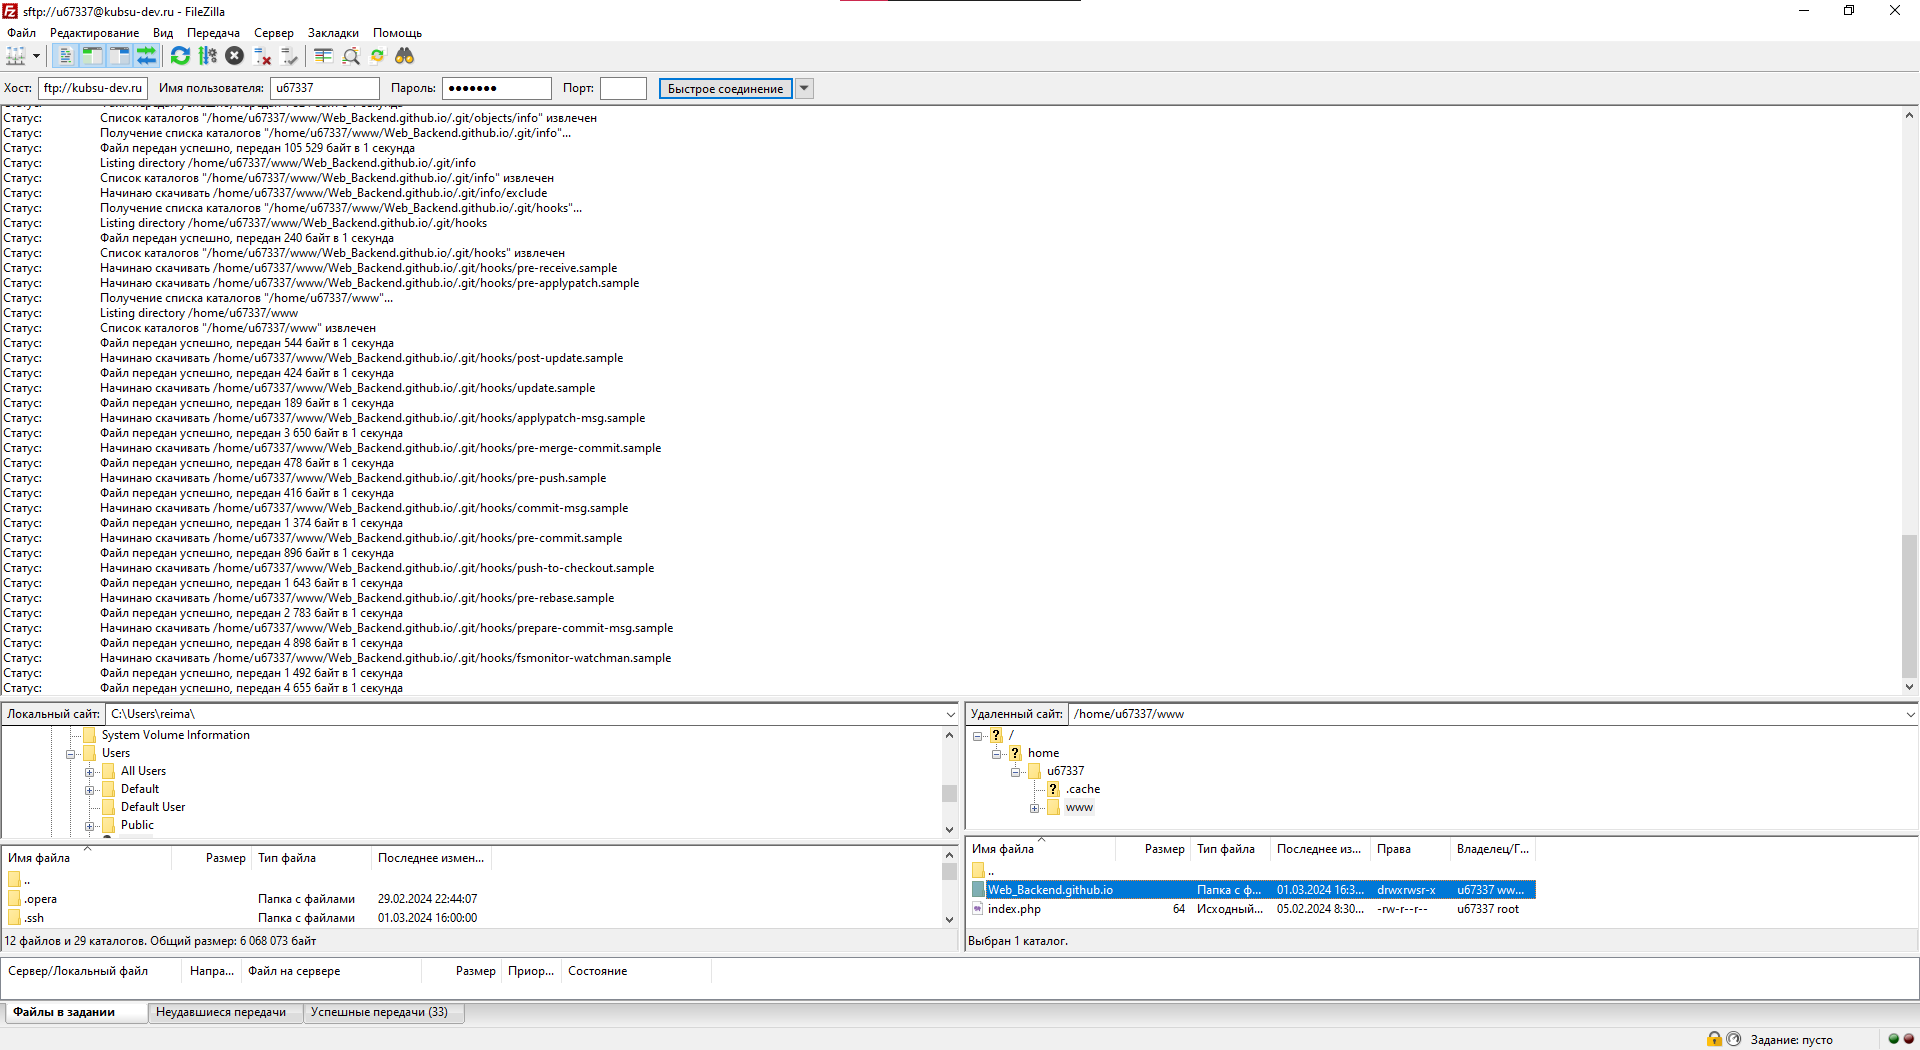 sftp://u67337@kubsu-dev.ru - FileZilla
Файл Редактирование Вид Передача Сервер Закладки Помощь
Хост: ftp://kubsu-dev.ru Имя пользователя: u67337 Пароль: ●●●●●●● Порт: Быстрое соединение
Статус: Список каталогов "/home/u67337/www/Web_Backend.github.io/.git/objects/info" извлечен
Статус: Получение списка каталогов "/home/u67337/www/Web_Backend.github.io/.git/info"...
Статус: Файл передан успешно, передан 105 529 байт в 1 секунда
Статус: Listing directory /home/u67337/www/Web_Backend.github.io/.git/info
Статус: Список каталогов "/home/u67337/www/Web_Backend.github.io/.git/info" извлечен
Статус: Начинаю скачивать /home/u67337/www/Web_Backend.github.io/.git/info/exclude
Статус: Получение списка каталогов "/home/u67337/www/Web_Backend.github.io/.git/hooks"...
Статус: Listing directory /home/u67337/www/Web_Backend.github.io/.git/hooks
Статус: Файл передан успешно, передан 240 байт в 1 секунда
Статус: Список каталогов "/home/u67337/www/Web_Backend.github.io/.git/hooks" извлечен
Статус: Начинаю скачивать /home/u67337/www/Web_Backend.github.io/.git/hooks/pre-receive.sample
Статус: Начинаю скачивать /home/u67337/www/Web_Backend.github.io/.git/hooks/pre-applypatch.sample
Статус: Получение списка каталогов "/home/u67337/www"...
Статус: Listing directory /home/u67337/www
Статус: Список каталогов "/home/u67337/www" извлечен
Статус: Файл передан успешно, передан 544 байт в 1 секунда
Статус: Начинаю скачивать /home/u67337/www/Web_Backend.github.io/.git/hooks/post-update.sample
Статус: Файл передан успешно, передан 424 байт в 1 секунда
Статус: Начинаю скачивать /home/u67337/www/Web_Backend.github.io/.git/hooks/update.sample
Статус: Файл передан успешно, передан 189 байт в 1 секунда
Статус: Начинаю скачивать /home/u67337/www/Web_Backend.github.io/.git/hooks/applypatch-msg.sample
Статус: Файл передан успешно, передан 3 650 байт в 1 секунда
Статус: Начинаю скачивать /home/u67337/www/Web_Backend.github.io/.git/hooks/pre-merge-commit.sample
Статус: Файл передан успешно, передан 478 байт в 1 секунда
Статус: Начинаю скачивать /home/u67337/www/Web_Backend.github.io/.git/hooks/pre-push.sample
Статус: Файл передан успешно, передан 416 байт в 1 секунда
Статус: Начинаю скачивать /home/u67337/www/Web_Backend.github.io/.git/hooks/commit-msg.sample
Статус: Файл передан успешно, передан 1 374 байт в 1 секунда
Статус: Начинаю скачивать /home/u67337/www/Web_Backend.github.io/.git/hooks/pre-commit.sample
Статус: Файл передан успешно, передан 896 байт в 1 секунда
Статус: Начинаю скачивать /home/u67337/www/Web_Backend.github.io/.git/hooks/push-to-checkout.sample
Статус: Файл передан успешно, передан 1 643 байт в 1 секунда
Статус: Начинаю скачивать /home/u67337/www/Web_Backend.github.io/.git/hooks/pre-rebase.sample
Статус: Файл передан успешно, передан 2 783 байт в 1 секунда
Статус: Начинаю скачивать /home/u67337/www/Web_Backend.github.io/.git/hooks/prepare-commit-msg.sample
Статус: Файл передан успешно, передан 4 898 байт в 1 секунда
Статус: Начинаю скачивать /home/u67337/www/Web_Backend.github.io/.git/hooks/fsmonitor-watchman.sample
Статус: Файл передан успешно, передан 1 492 байт в 1 секунда
Статус: Файл передан успешно, передан 4 655 байт в 1 секунда
Локальный сайт: C:\Users\reima\
System Volume Information
Users
All Users
Default
Default User
Public
Имя файла Размер Тип файла Последнее измен...
..
.opera Папка с файлами 29.02.2024 22:44:07
.ssh Папка с файлами 01.03.2024 16:00:00
12 файлов и 29 каталогов. Общий размер: 6 068 073 байт
Удаленный сайт: /home/u67337/www
/
home
u67337
.cache
www
Имя файла Размер Тип файла Последнее из... Права Владелец/Г...
..
Web_Backend.github.io Папка с ф... 01.03.2024 16:3... drwxrwsr-x u67337 ww...
index.php 64 Исходный... 05.02.2024 8:30... -rw-r--r-- u67337 root
Выбран 1 каталог.
Сервер/Локальный файл Напра... Файл на сервере Размер Приор... Состояние
Файлы в задании Неудавшиеся передачи Успешные передачи (33)
Задание: пусто